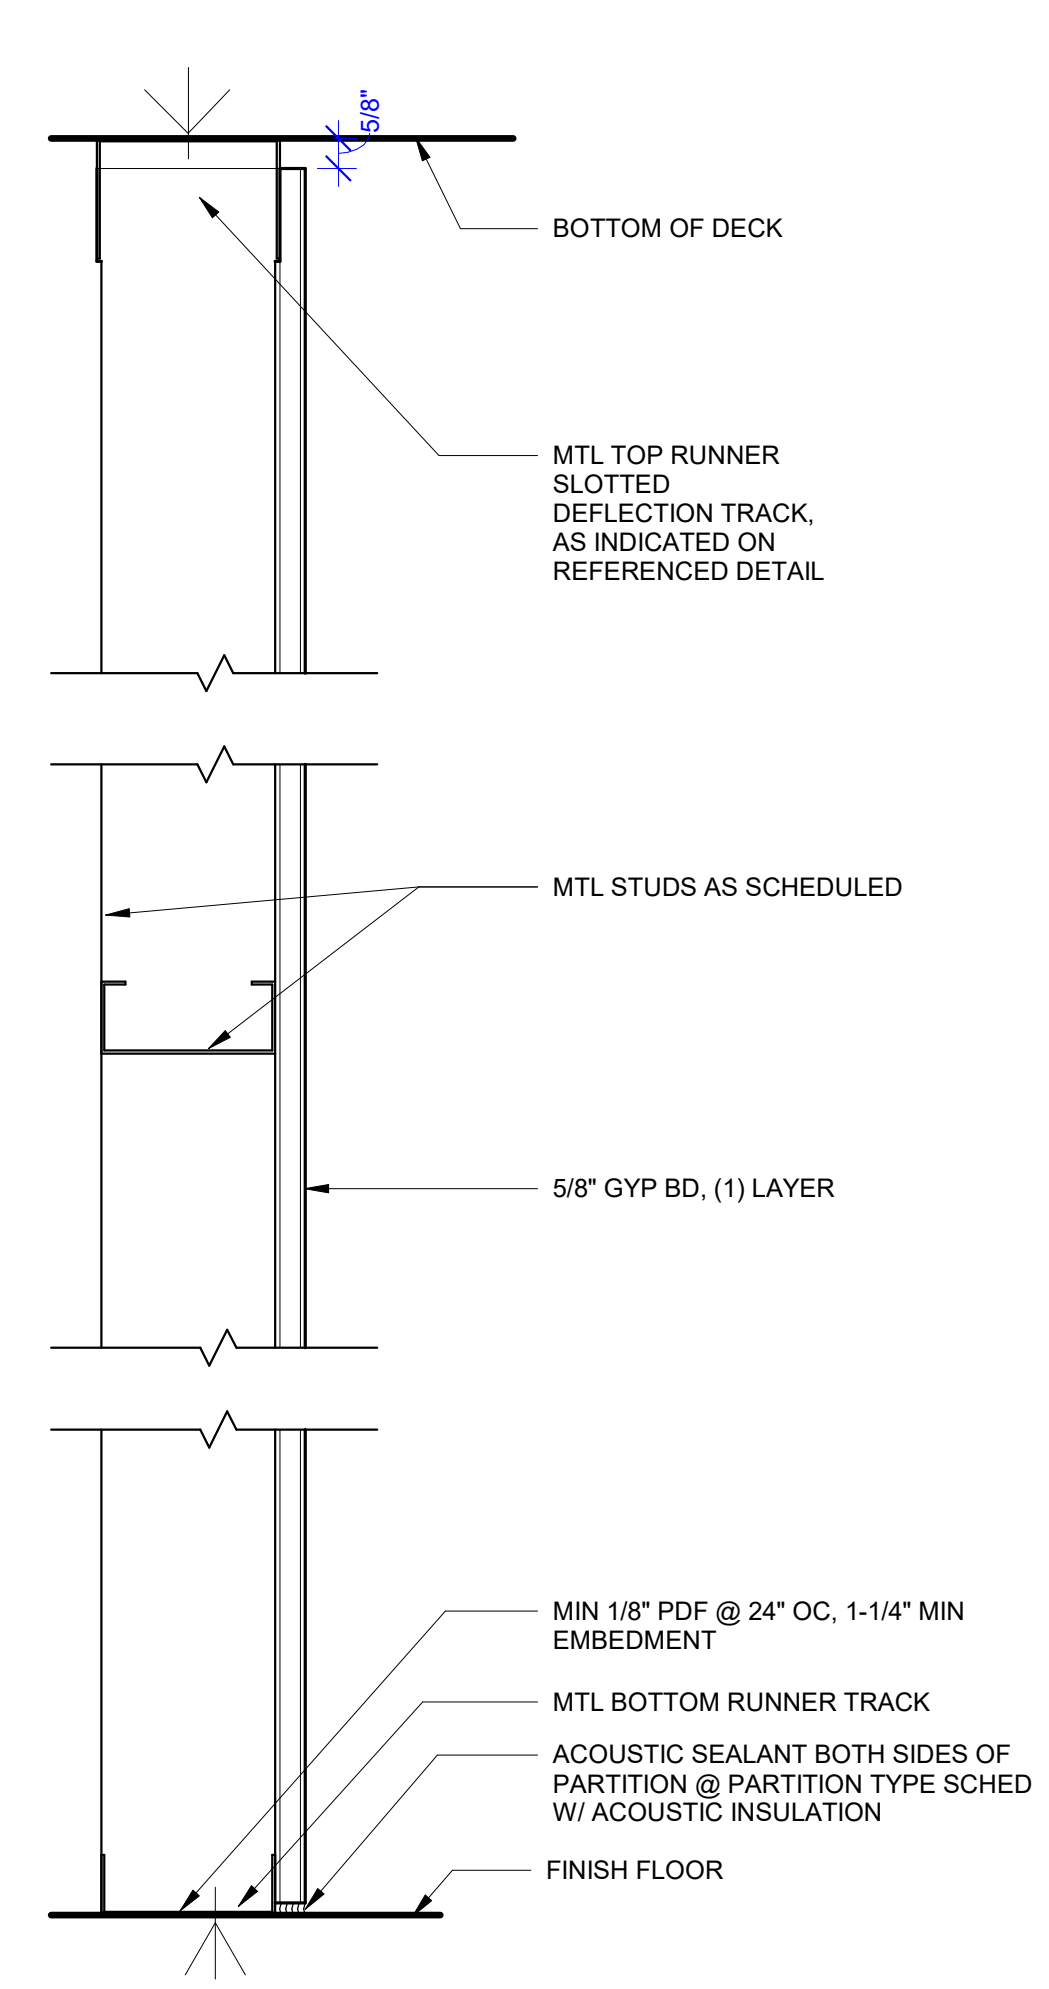 5/8"
BOTTOM OF DECK
MTL TOP RUNNER
SLOTTED
DEFLECTION TRACK,
AS INDICATED ON
REFERENCED DETAIL
MTL STUDS AS SCHEDULED
5/8" GYP BD, (1) LAYER
MIN 1/8" PDF @ 24" OC, 1-1/4" MIN
EMBEDMENT
MTL BOTTOM RUNNER TRACK
ACOUSTIC SEALANT BOTH SIDES OF
PARTITION @ PARTITION TYPE SCHED
W/ ACOUSTIC INSULATION
FINISH FLOOR